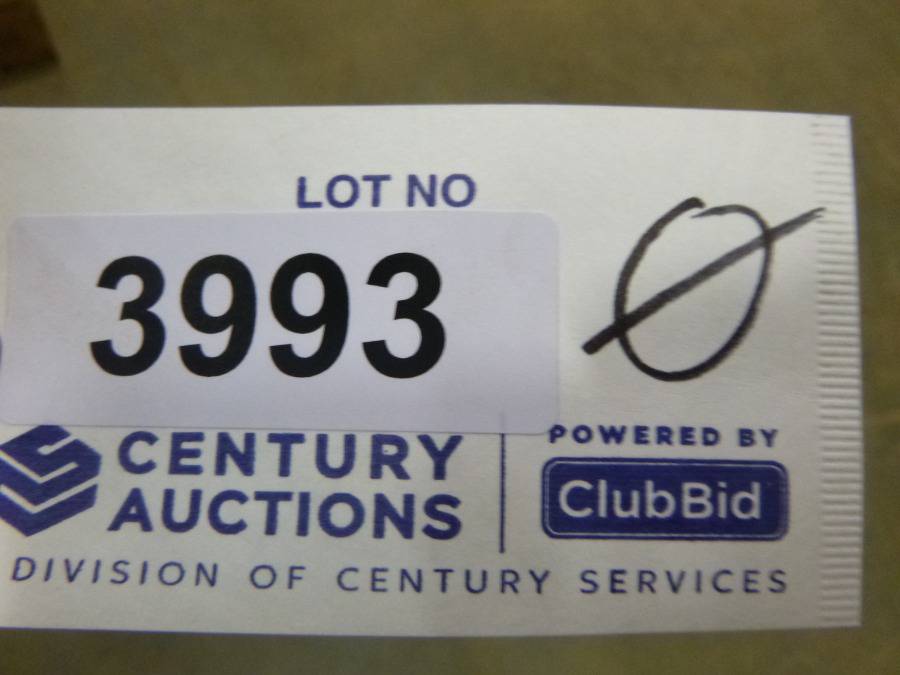 LOT NO
3993
Ø
CENTURY
AUCTIONS
POWERED BY
ClubBid
DIVISION OF CENTURY SERVICES